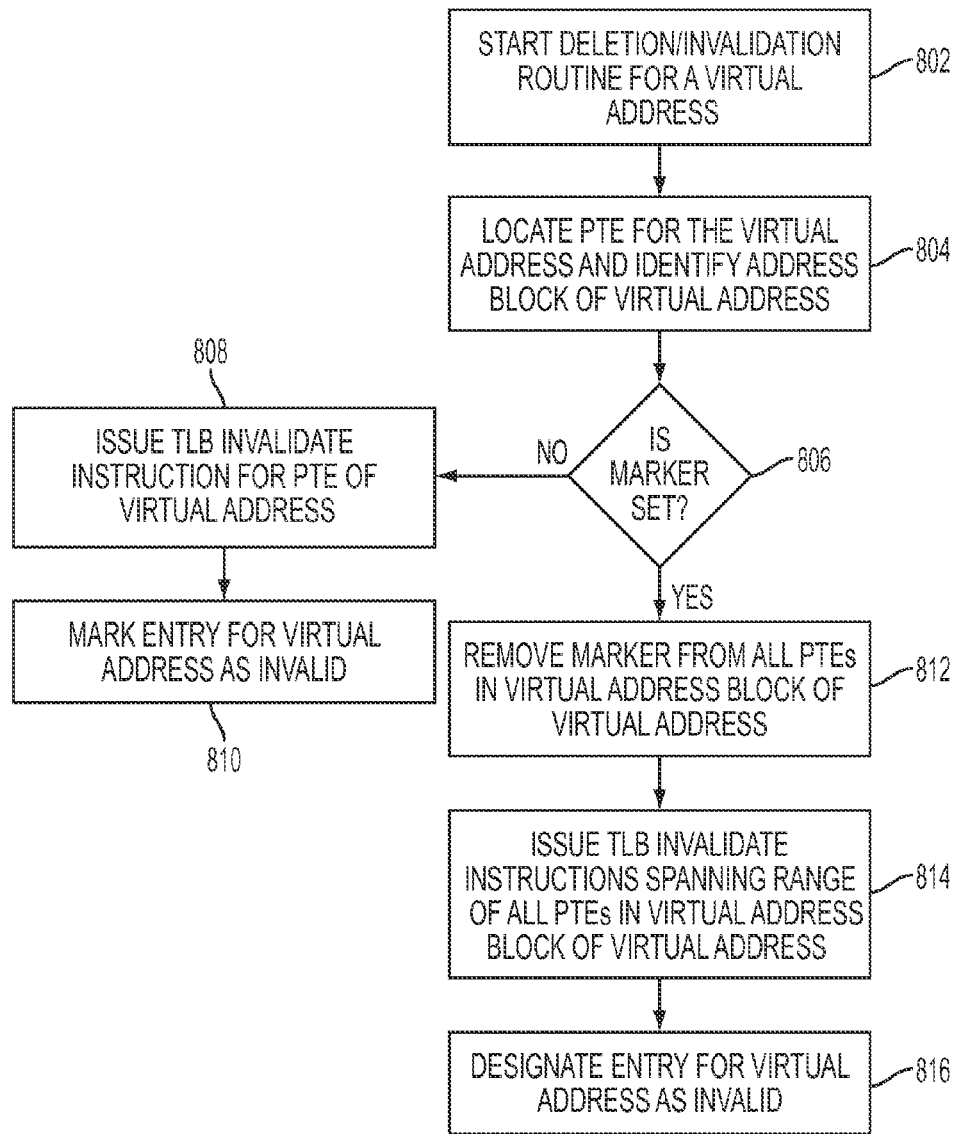 START DELETION/INVALIDATION
ROUTINE FOR A VIRTUAL
ADDRESS
802
LOCATE PTE FOR THE VIRTUAL
ADDRESS AND IDENTIFY ADDRESS
BLOCK OF VIRTUAL ADDRESS
804
IS
MARKER
SET?
806
NO
808
ISSUE TLB INVALIDATE
INSTRUCTION FOR PTE OF
VIRTUAL ADDRESS
MARK ENTRY FOR VIRTUAL
ADDRESS AS INVALID
810
YES
REMOVE MARKER FROM ALL PTEs
IN VIRTUAL ADDRESS BLOCK OF
VIRTUAL ADDRESS
812
ISSUE TLB INVALIDATE
INSTRUCTIONS SPANNING RANGE
OF ALL PTEs IN VIRTUAL ADDRESS
BLOCK OF VIRTUAL ADDRESS
814
DESIGNATE ENTRY FOR VIRTUAL
ADDRESS AS INVALID
816